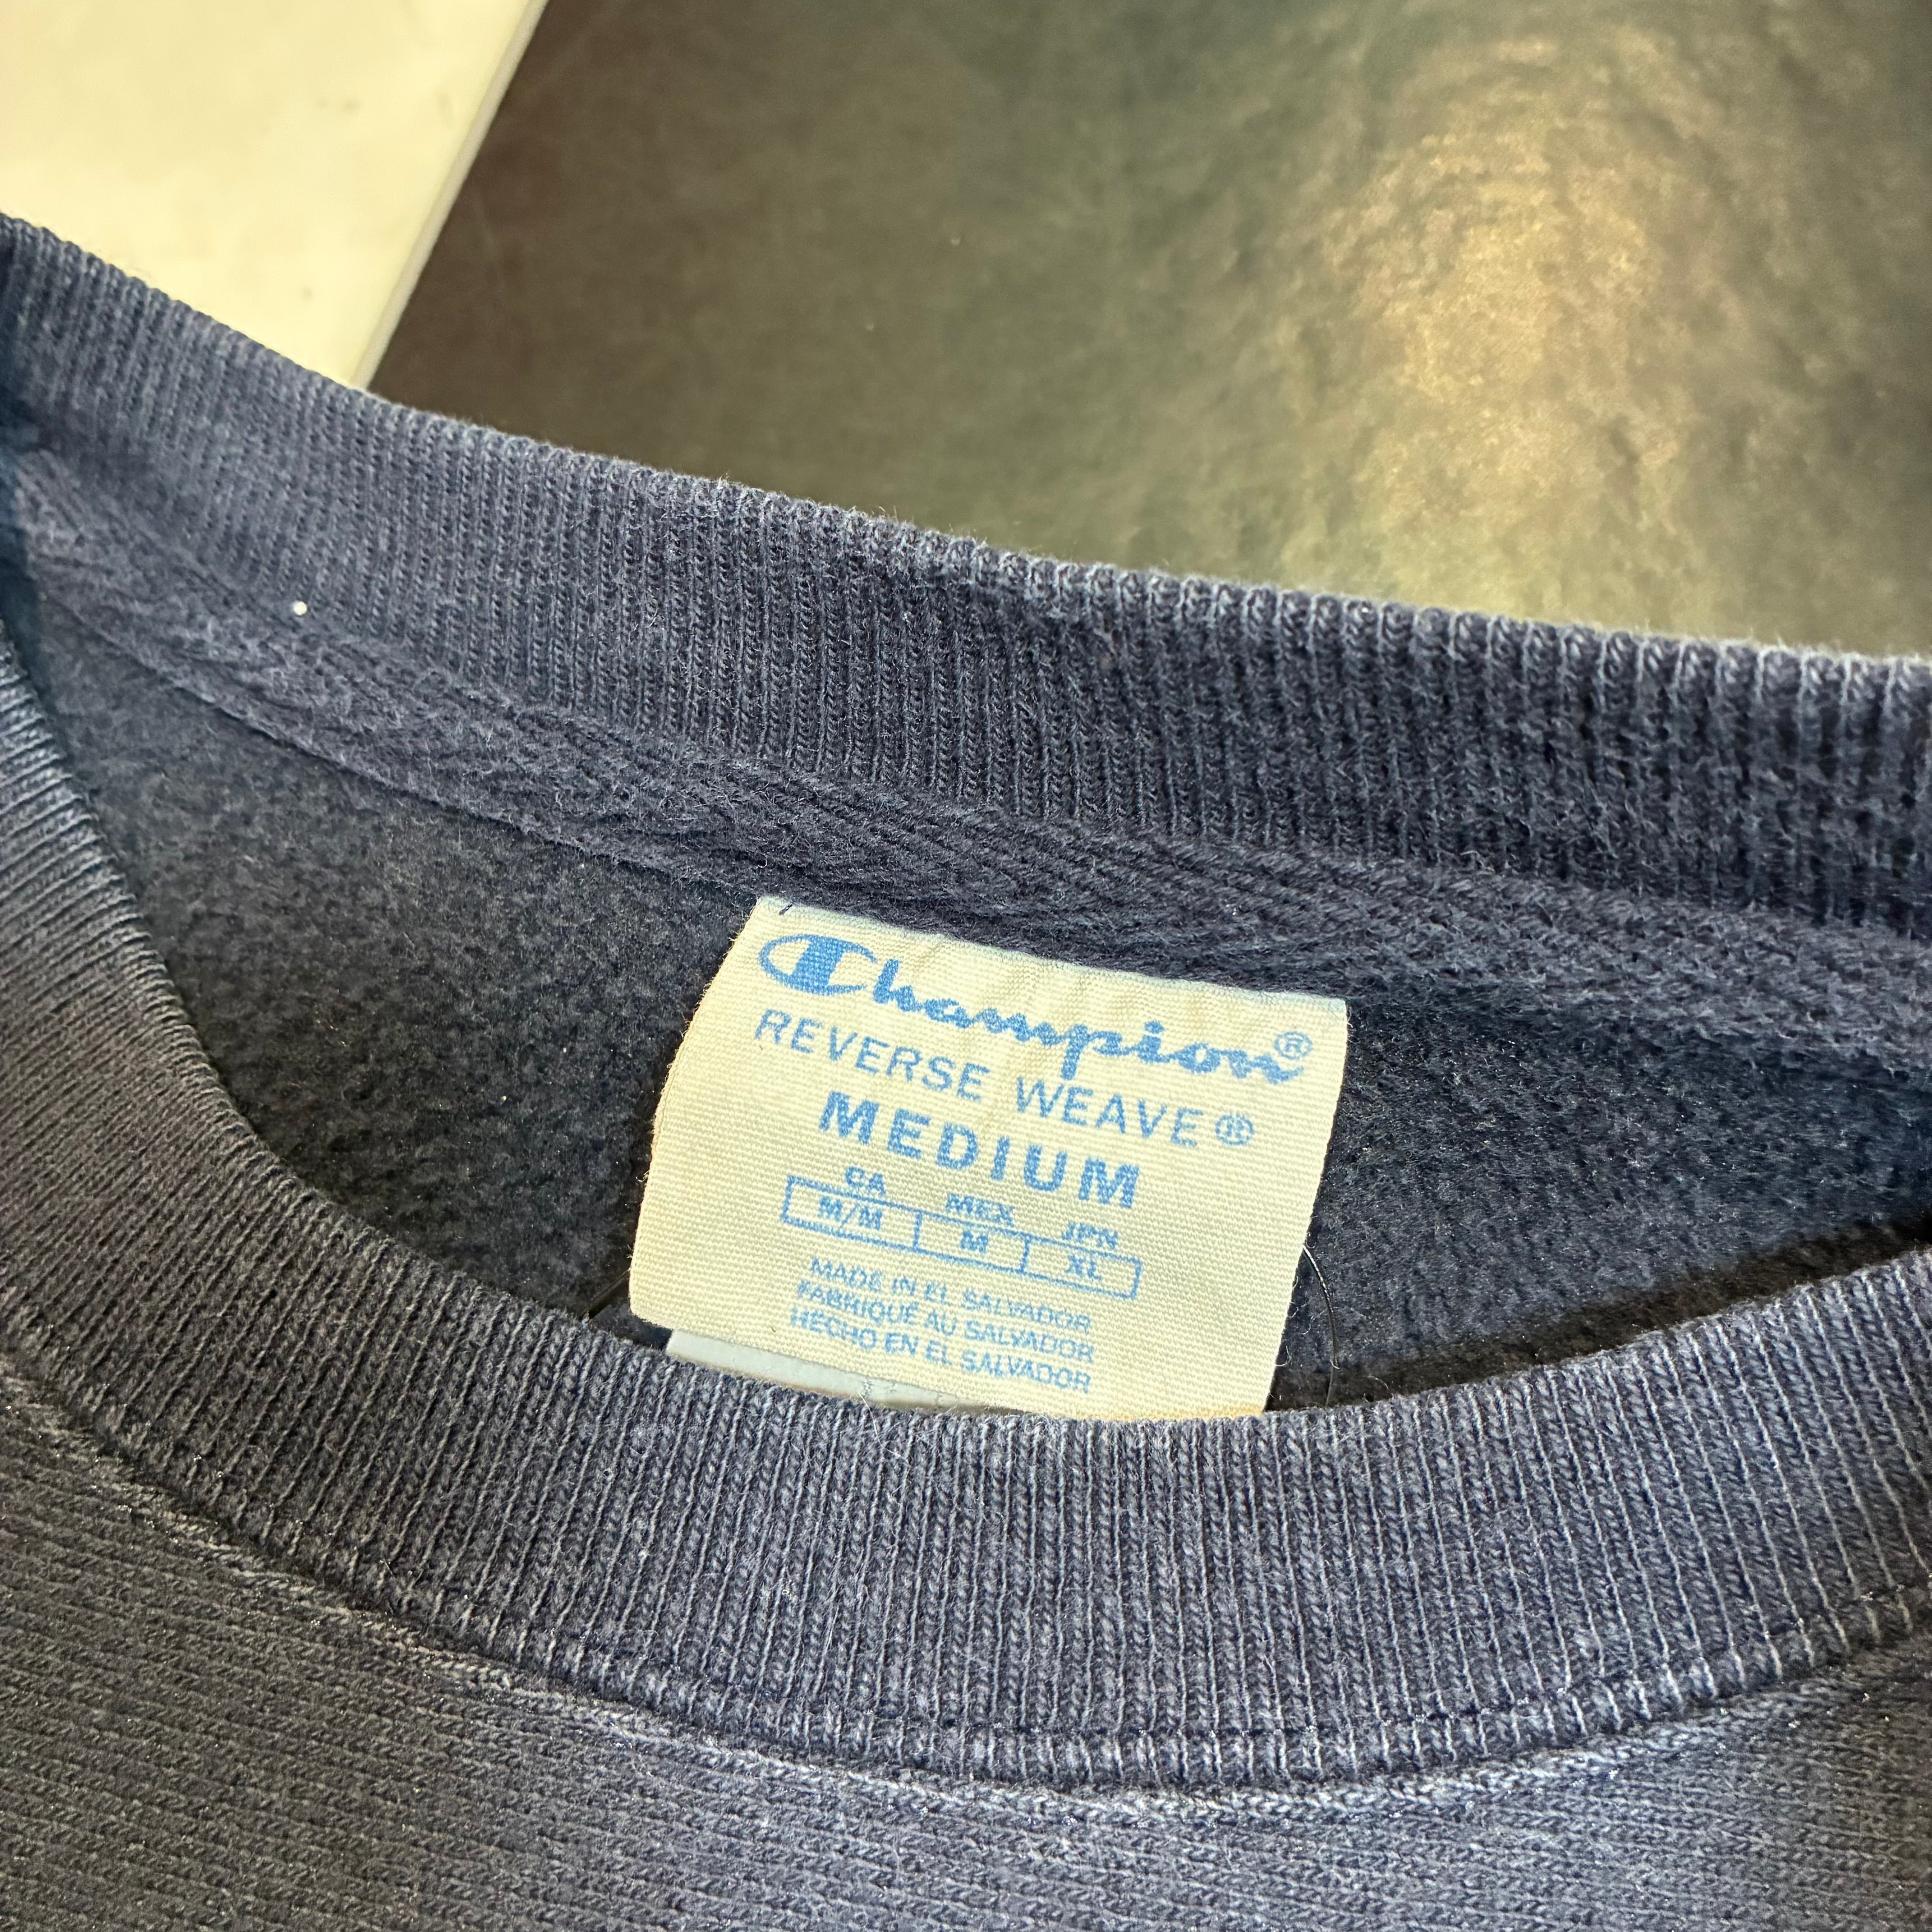 Champion®
REVERSE WEAVE®
MEDIUM
CA MEX JPN
M/M M XL
MADE IN EL SALVADOR
FABRIQUÉ AU SALVADOR
HECHO EN EL SALVADOR